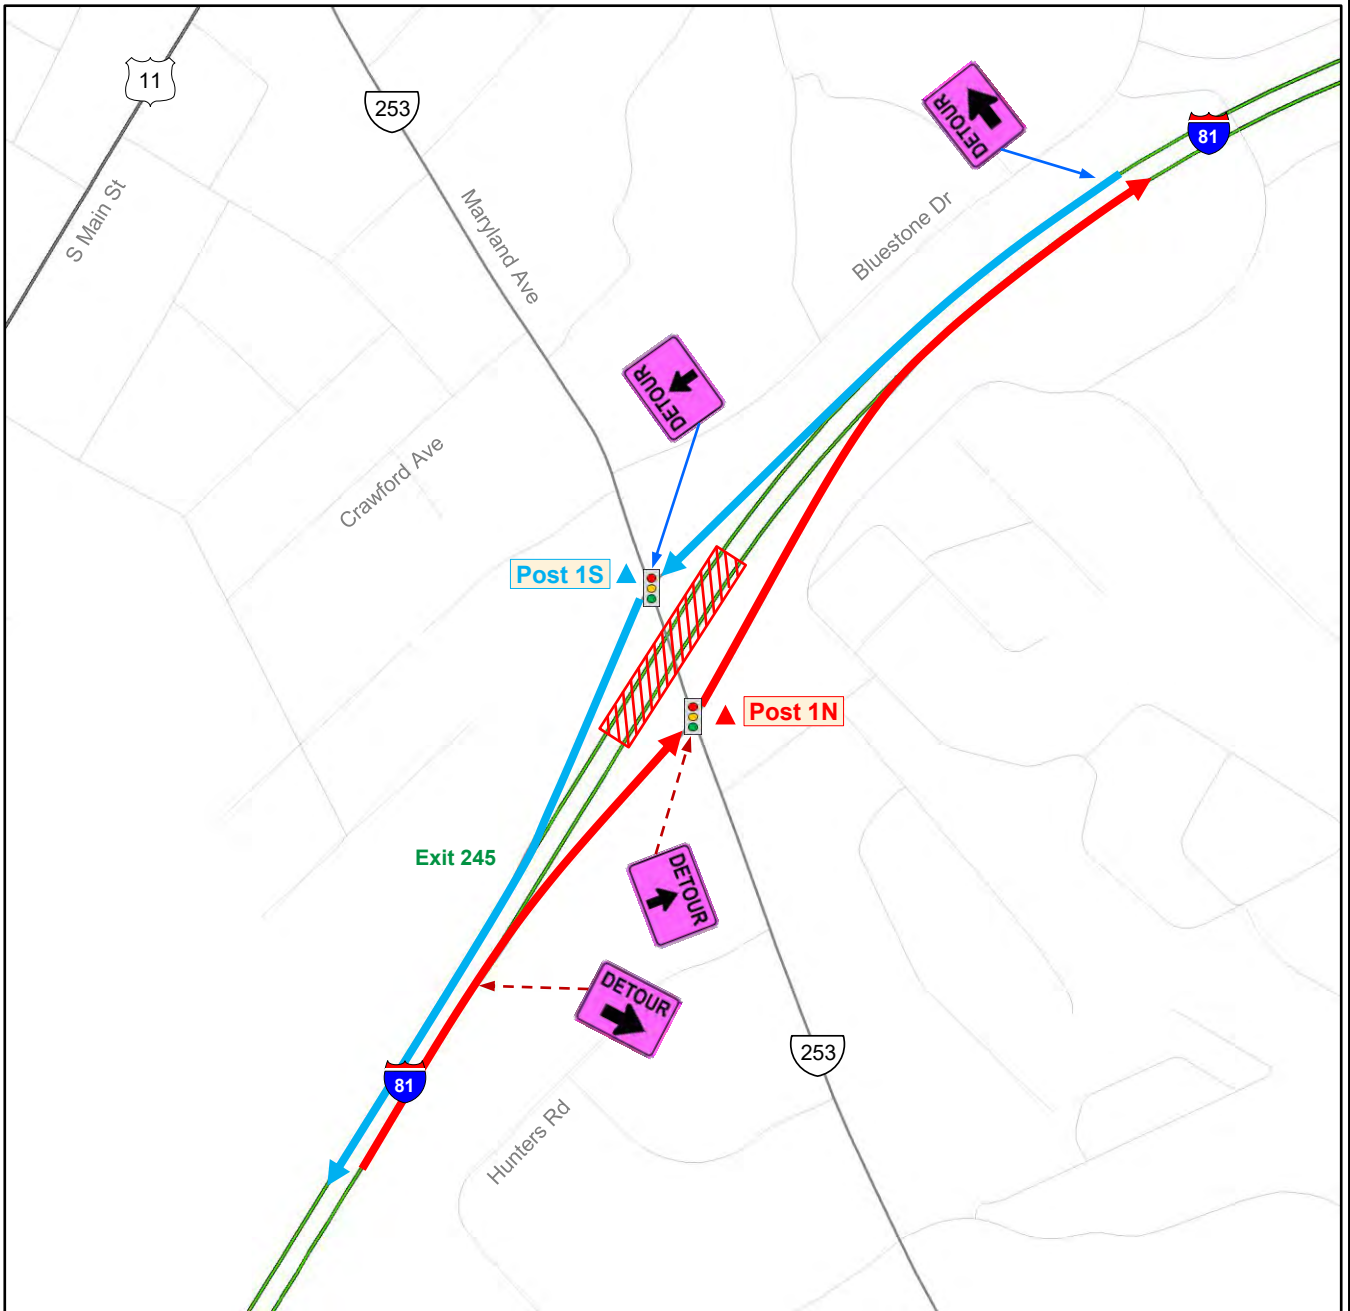 11
253
81
DETOUR
S Main St
Maryland Ave
Bluestone Dr
DETOUR
Crawford Ave
Post 1S
Post 1N
Exit 245
DETOUR
DETOUR
253
81
Hunters Rd